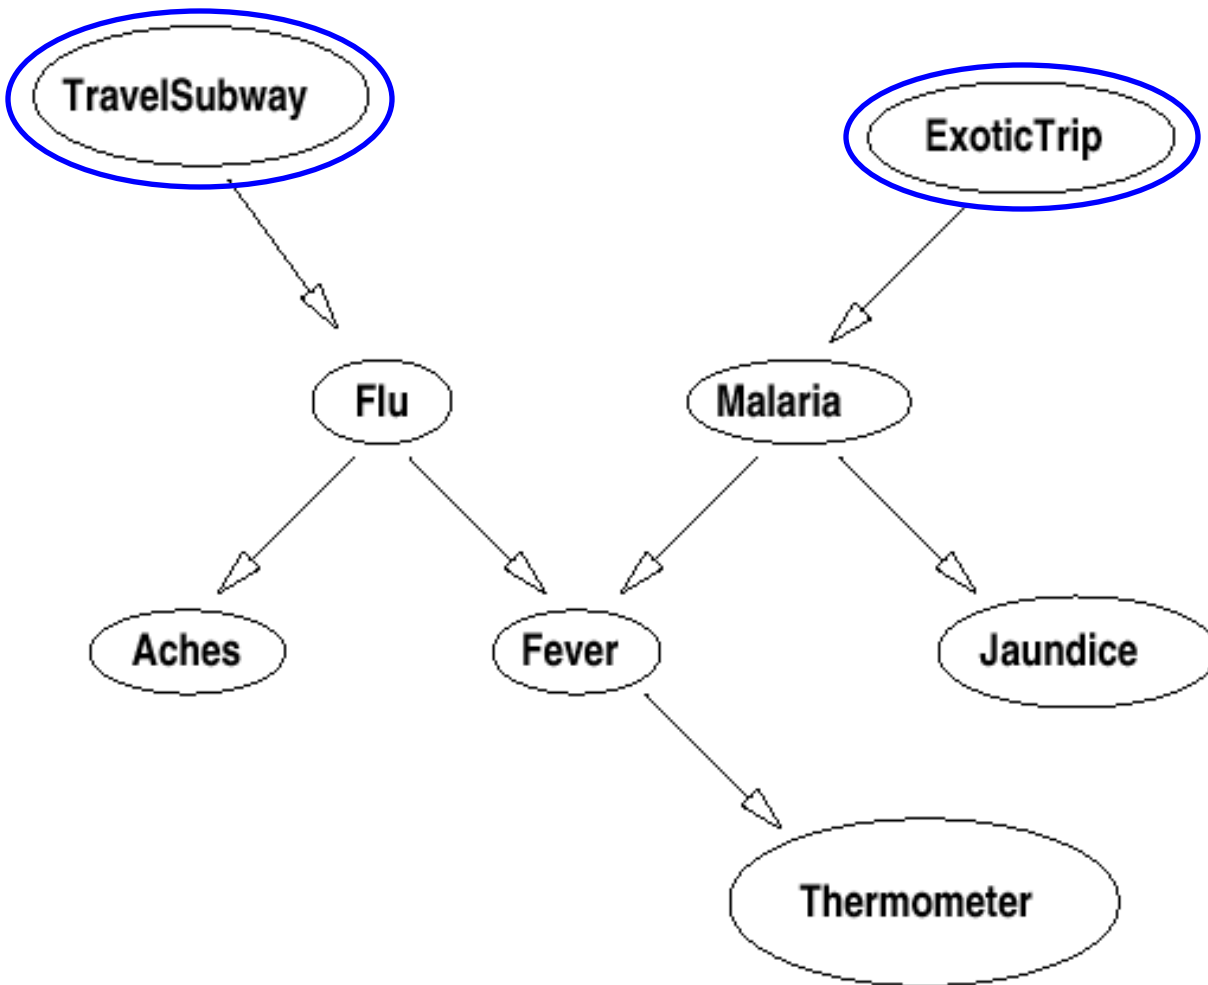 TravelSubway
ExoticTrip
Flu
Malaria
Aches
Fever
Jaundice
Thermometer